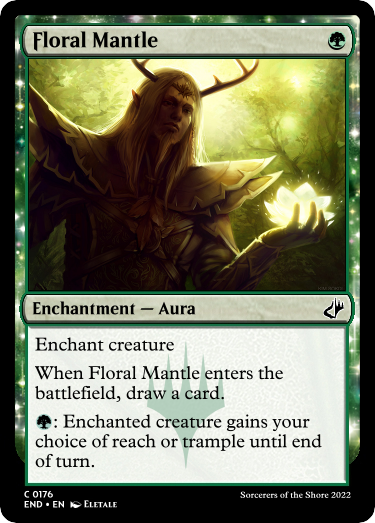 Floral Mantle
Enchantment — Aura
Enchant creature
When Floral Mantle enters the
battlefield, draw a card.
: Enchanted creature gains your
choice of reach or trample until end
of turn.
C 0176
END • EN Eletale
Sorcerers of the Shore 2022